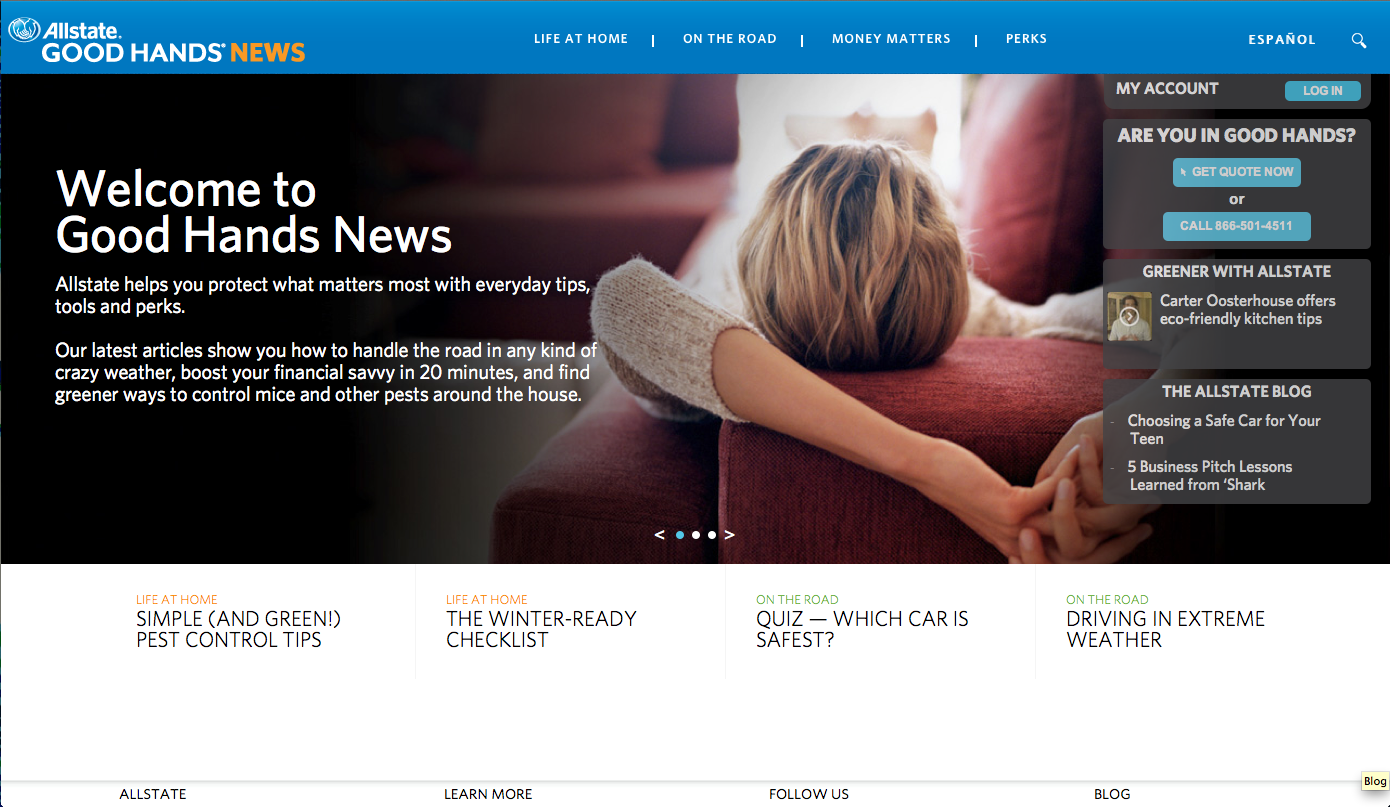 Allstate.
GOOD HANDS® NEWS
LIFE AT HOME | ON THE ROAD | MONEY MATTERS | PERKS
ESPAÑOL
MY ACCOUNT
LOG IN
ARE YOU IN GOOD HANDS?
GET QUOTE NOW
or
CALL 866-501-4511
GREENER WITH ALLSTATE
Carter Oosterhouse offers
eco-friendly kitchen tips
THE ALLSTATE BLOG
- Choosing a Safe Car for Your
Teen
- 5 Business Pitch Lessons
Learned from ‘Shark
Welcome to
Good Hands News
Allstate helps you protect what matters most with everyday tips,
tools and perks.
Our latest articles show you how to handle the road in any kind of
crazy weather, boost your financial savvy in 20 minutes, and find
greener ways to control mice and other pests around the house.
< >
LIFE AT HOME
SIMPLE (AND GREEN!)
PEST CONTROL TIPS
LIFE AT HOME
THE WINTER-READY
CHECKLIST
ON THE ROAD
QUIZ — WHICH CAR IS
SAFEST?
ON THE ROAD
DRIVING IN EXTREME
WEATHER
Blog
ALLSTATE
LEARN MORE
FOLLOW US
BLOG